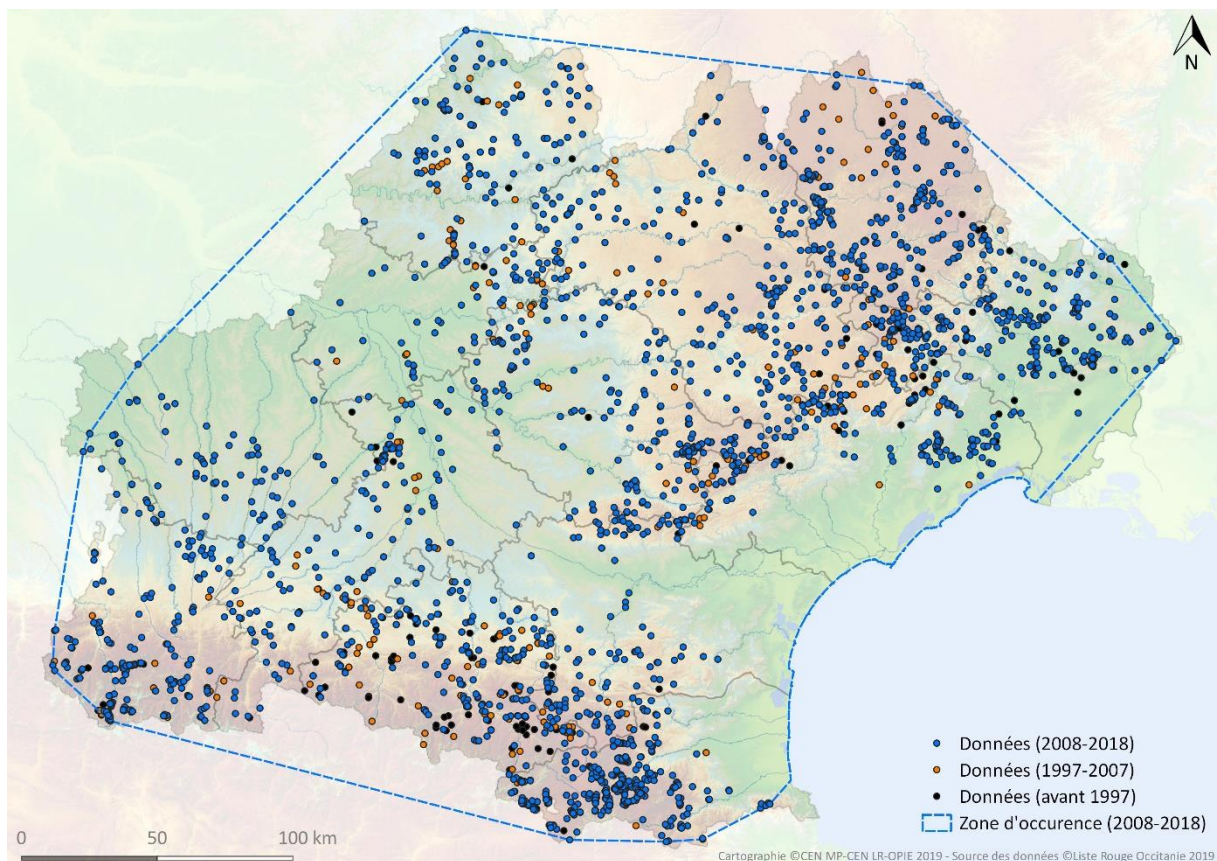 N
Données (2008-2018)
Données (1997-2007)
Données (avant 1997)
Zone d'occurence (2008-2018)
0 50 100 km
Cartographie ©CEN MP-CEN LR-OPIE 2019 - Source des données ©Liste Rouge Occitanie 2019